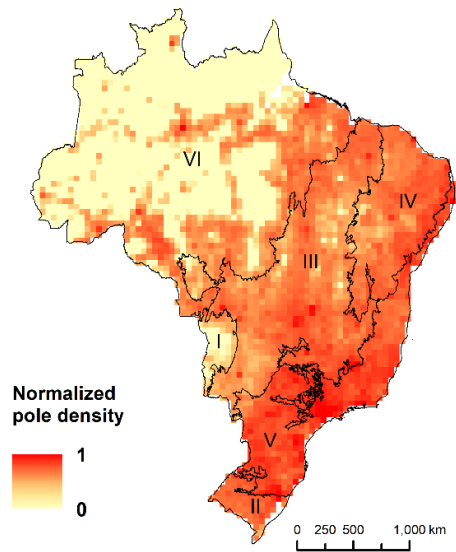 VI
IV
III
I
Normalized
pole density
1
0
V
II
0 250 500 1,000 km